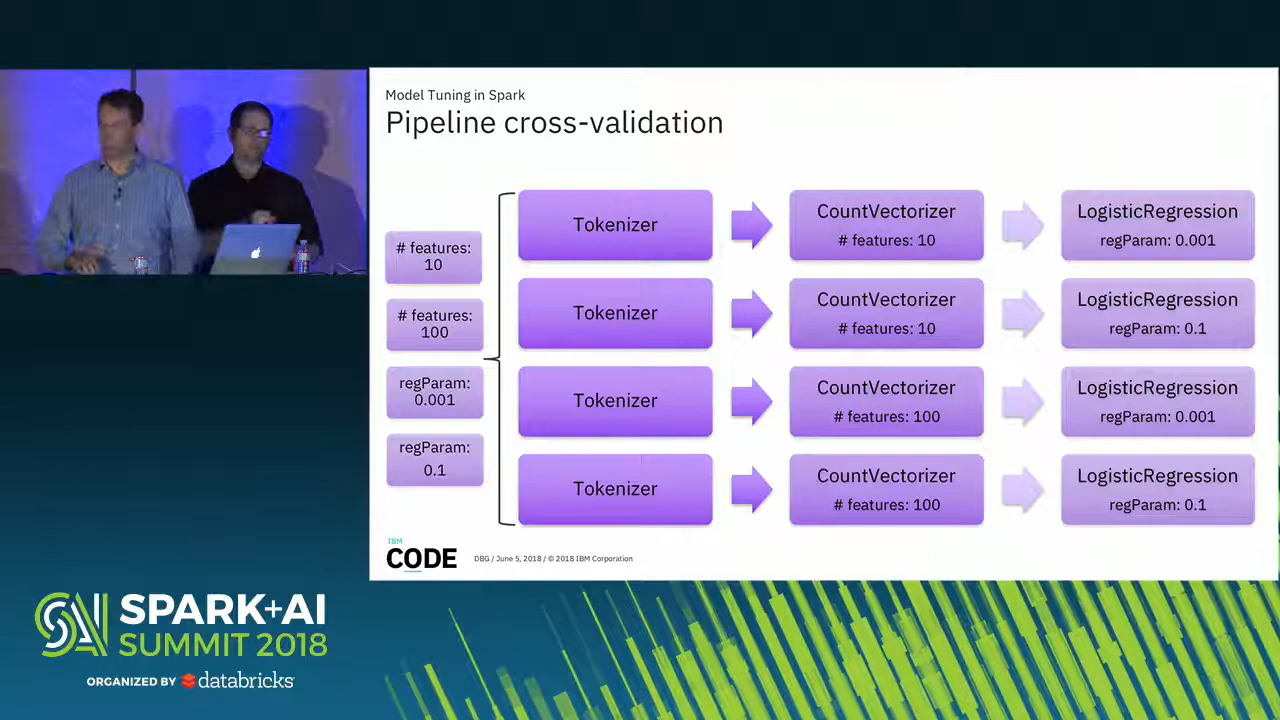 Model Tuning in Spark
Pipeline cross-validation
# features:
10
# features:
100
regParam:
0.001
regParam:
0.1
Tokenizer
CountVectorizer
# features: 10
LogisticRegression
regParam: 0.001
Tokenizer
CountVectorizer
# features: 10
LogisticRegression
regParam: 0.1
Tokenizer
CountVectorizer
# features: 100
LogisticRegression
regParam: 0.001
Tokenizer
CountVectorizer
# features: 100
LogisticRegression
regParam: 0.1
IBM
CODE
DBG / June 5, 2018 / © 2018 IBM Corporation
SPARK+AI
SUMMIT 2018
ORGANIZED BY databricks